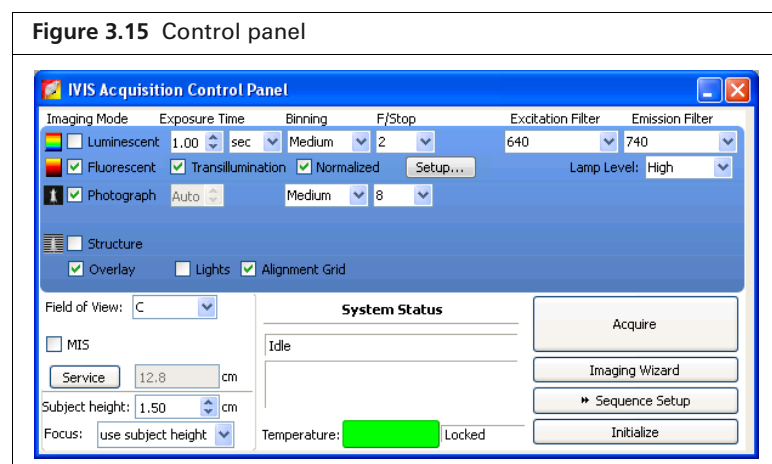 Figure 3.15 Control panel
IVIS Acquisition Control Panel
Imaging Mode Exposure Time Binning F/Stop Excitation Filter Emission Filter
Luminescent 1.00 sec Medium 2 640 740
Fluorescent Transillumination Normalized Setup... Lamp Level: High
Photograph Auto Medium 8
Structure
Overlay Lights Alignment Grid
Field of View: C
MIS
Service 12.8 cm
Subject height: 1.50 cm
Focus: use subject height
System Status
Idle
Temperature: Locked
Acquire
Imaging Wizard
Sequence Setup
Initialize